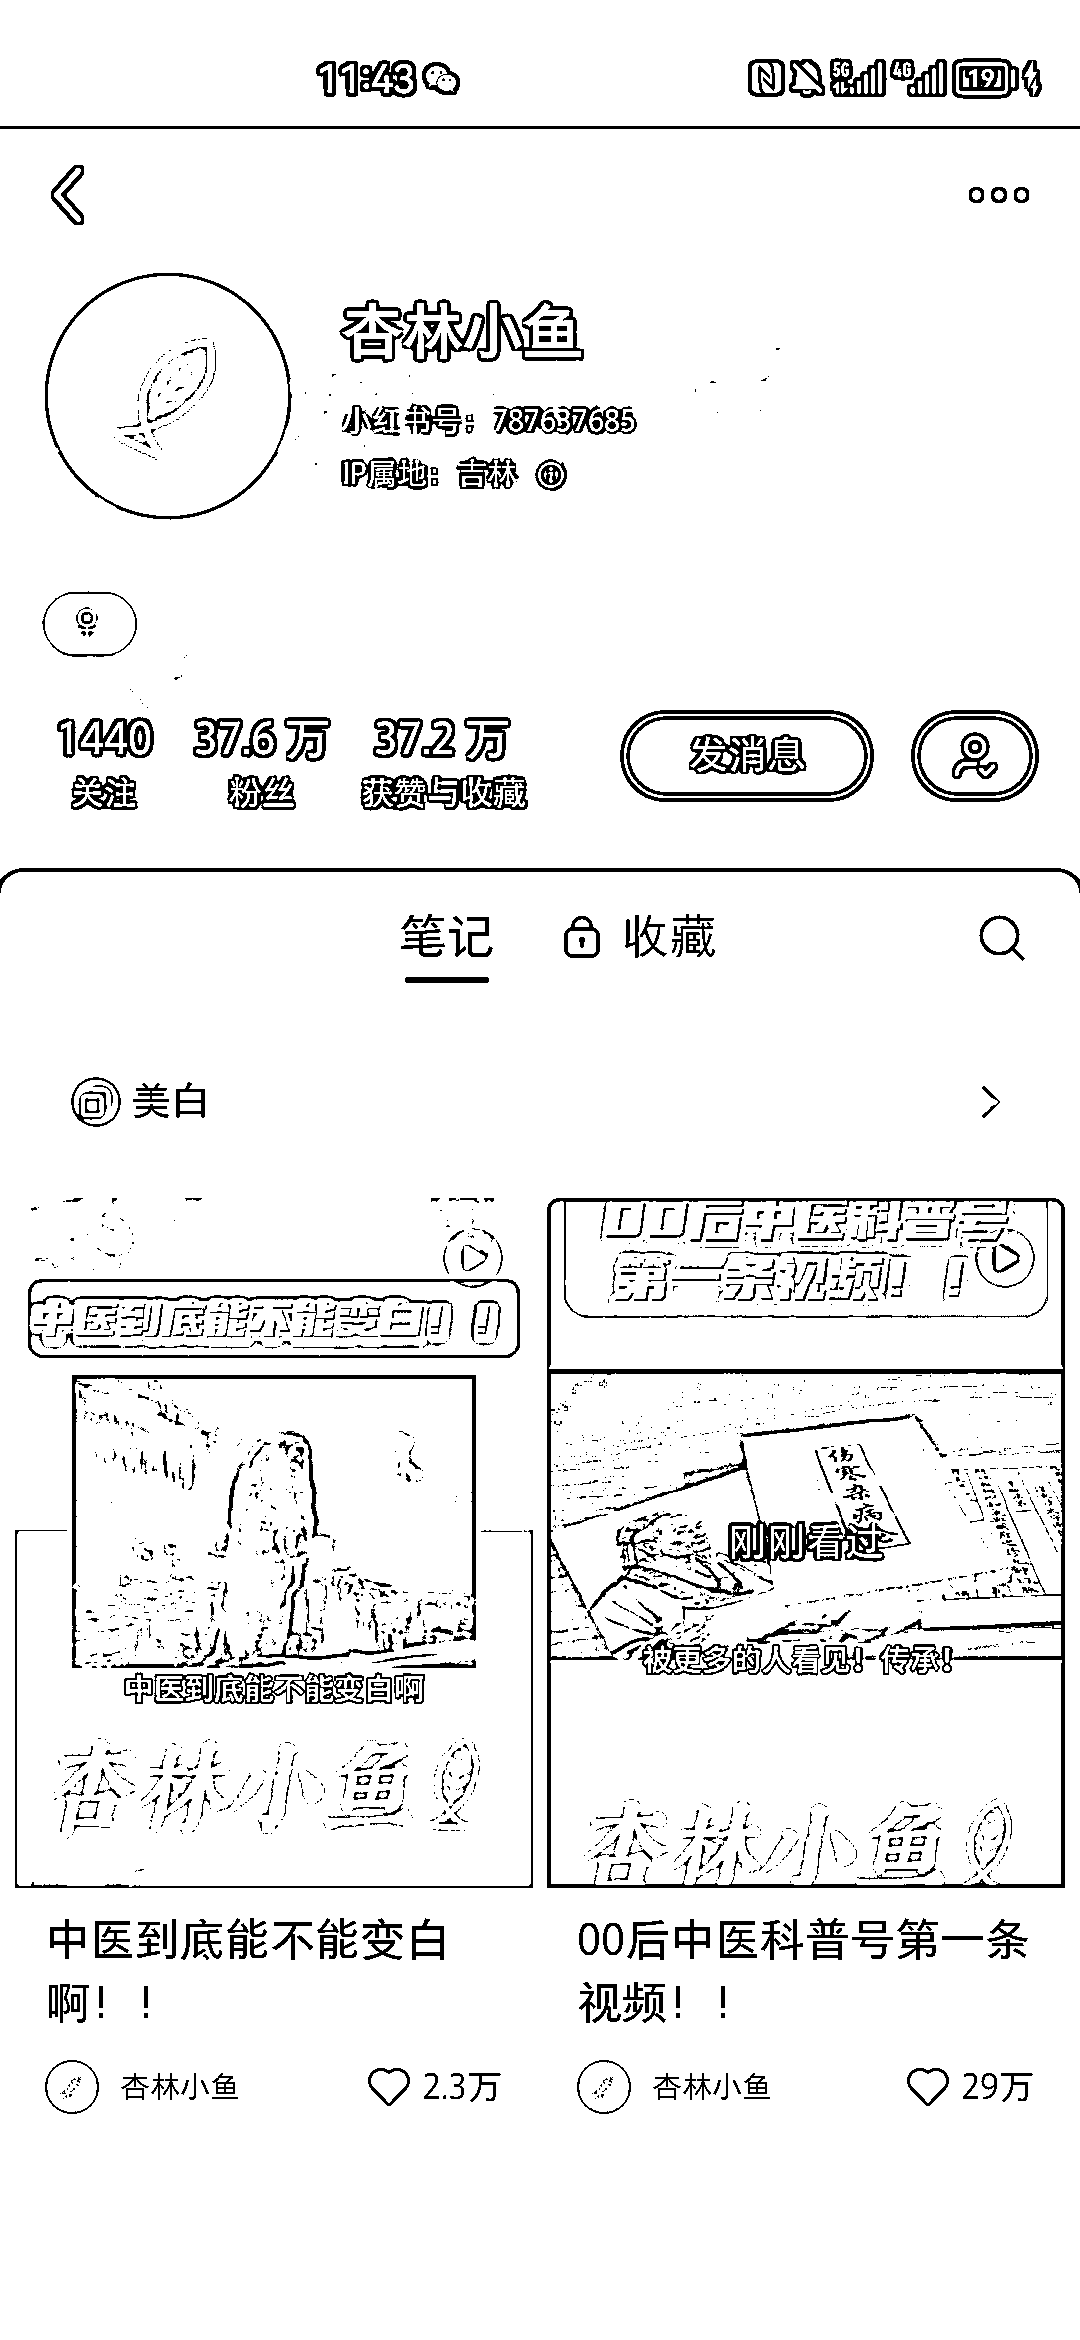 11:43
5G
4G
19
杏林小鱼
小红书号：787637685
IP属地：吉林
1440 37.6万 37.2万
关注 粉丝 获赞与收藏
发消息
笔记 收藏
美白
中医到底能不能变白！！
中医到底能不能变白啊
杏林小鱼
00后中医科普号
第一条视频！！
伤寒杂病
刚刚看过
被更多的人看见！传承！
杏林小鱼
中医到底能不能变白
啊！！
杏林小鱼 2.3万
00后中医科普号第一条
视频！！
杏林小鱼 29万